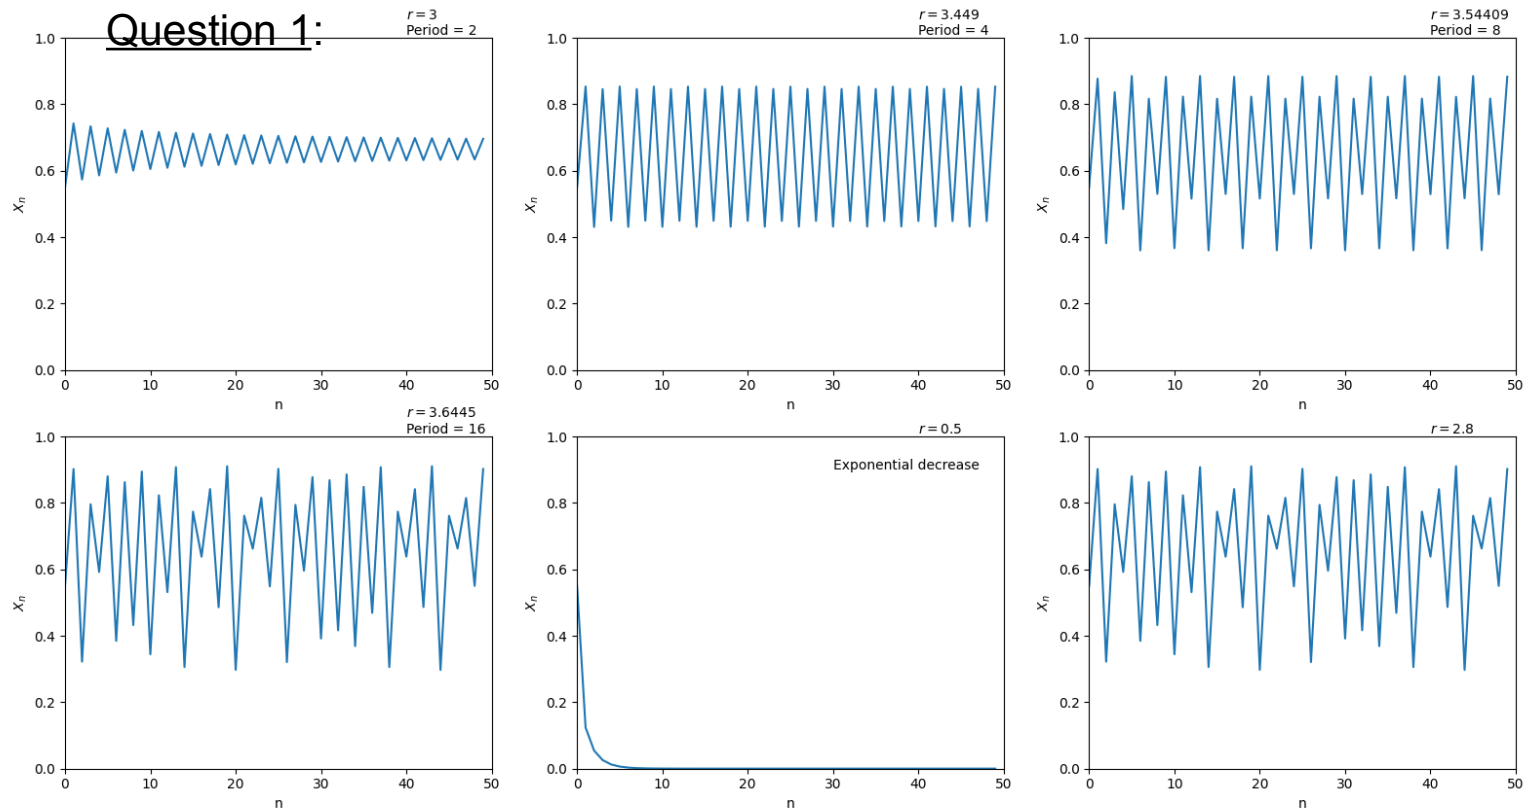 Question 1:
r = 3
Period = 2
1.0
0.8
0.6
0.4
0.2
0.0
xn
0 10 20 30 40 50
n
r = 3.449
Period = 4
1.0
0.8
0.6
0.4
0.2
0.0
xn
0 10 20 30 40 50
n
r = 3.54409
Period = 8
1.0
0.8
0.6
0.4
0.2
0.0
xn
0 10 20 30 40 50
n
r = 3.6445
Period = 16
1.0
0.8
0.6
0.4
0.2
0.0
xn
0 10 20 30 40 50
n
r = 0.5
Exponential decrease
1.0
0.8
0.6
0.4
0.2
0.0
xn
0 10 20 30 40 50
n
r = 2.8
1.0
0.8
0.6
0.4
0.2
0.0
xn
0 10 20 30 40 50
n